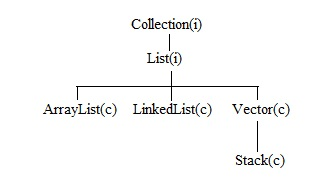 Collection(i)
List(i)
ArrayList(c) LinkedList(c) Vector(c)
Stack(c)